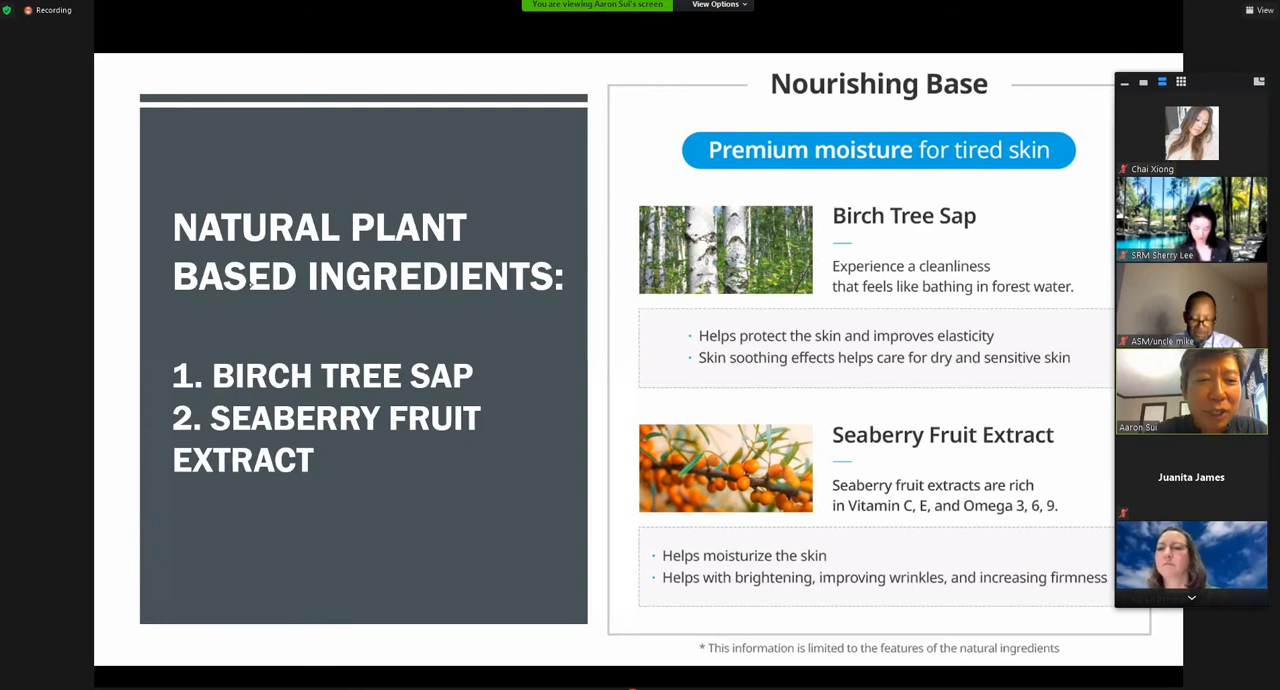 Recording
You are viewing Aaron Sui's screen
View Options
View
NATURAL PLANT
BASED INGREDIENTS:
1. BIRCH TREE SAP
2. SEABERRY FRUIT
EXTRACT
Nourishing Base
Premium moisture for tired skin
Birch Tree Sap
Experience a cleanliness
that feels like bathing in forest water.
· Helps protect the skin and improves elasticity
· Skin soothing effects helps care for dry and sensitive skin
Seaberry Fruit Extract
Seaberry fruit extracts are rich
in Vitamin C, E, and Omega 3, 6, 9.
· Helps moisturize the skin
· Helps with brightening, improving wrinkles, and increasing firmness
* This information is limited to the features of the natural ingredients
Chai Xiong
SRM Sherry Lee
ASM/uncle mike
Aaron Sui
Juanita James